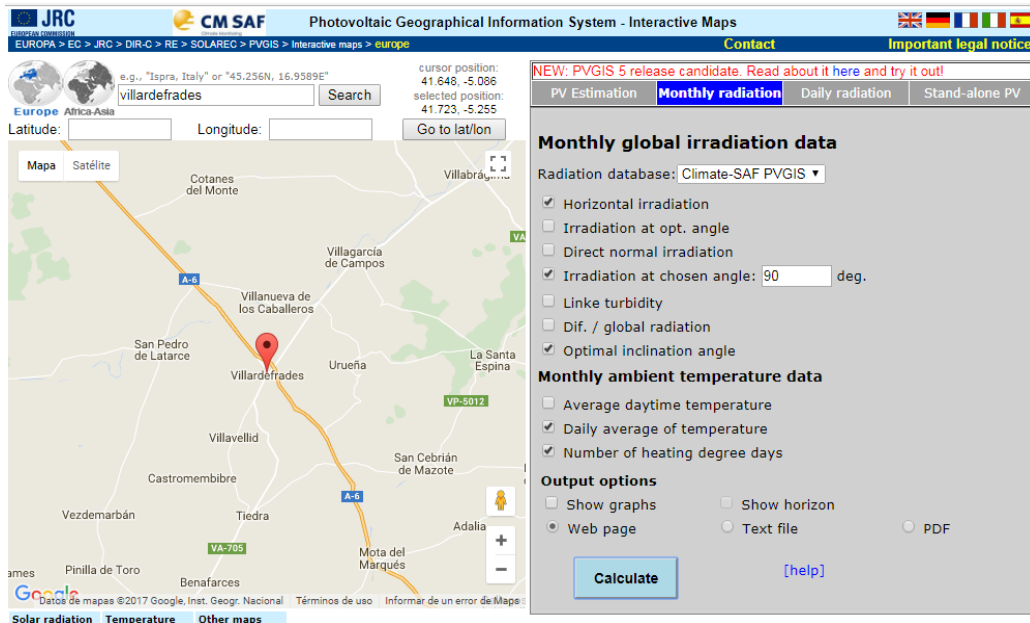 JRC
EUROPEAN COMMISSION
CM SAF
Climate Monitoring
Photovoltaic Geographical Information System - Interactive Maps
EUROPA > EC > JRC > DIR-C > RE > SOLAREC > PVGIS > Interactive maps > europe
Contact
Important legal notice
Europe
Africa-Asia
e.g., "Ispra, Italy" or "45.256N, 16.9589E"
villardefrades
Search
cursor position:
41.648, -5.086
selected position:
41.723, -5.255
Latitude:
Longitude:
Go to lat/lon
Mapa
Satélite
Cotanes
del Monte
Villabrágima
VA
Villagarcía
de Campos
A-6
Villanueva de
los Caballeros
San Pedro
de Latarce
Urueña
La Santa
Espina
Villardefrades
VP-5012
Villavellid
San Cebrián
de Mazote
Castromembibre
A-6
Vezdemarbán
Tiedra
Adalia
VA-705
Mota del
Marqués
ames
Pinilla de Toro
Benafarces
Google
Datos de mapas ©2017 Google, Inst. Geogr. Nacional
Términos de uso
Informar de un error de Maps
Solar radiation
Temperature
Other maps
NEW: PVGIS 5 release candidate. Read about it here and try it out!
PV Estimation
Monthly radiation
Daily radiation
Stand-alone PV
Monthly global irradiation data
Radiation database: Climate-SAF PVGIS
Horizontal irradiation
Irradiation at opt. angle
Direct normal irradiation
Irradiation at chosen angle: 90 deg.
Linke turbidity
Dif. / global radiation
Optimal inclination angle
Monthly ambient temperature data
Average daytime temperature
Daily average of temperature
Number of heating degree days
Output options
Show graphs
Show horizon
Web page
Text file
PDF
Calculate
[help]